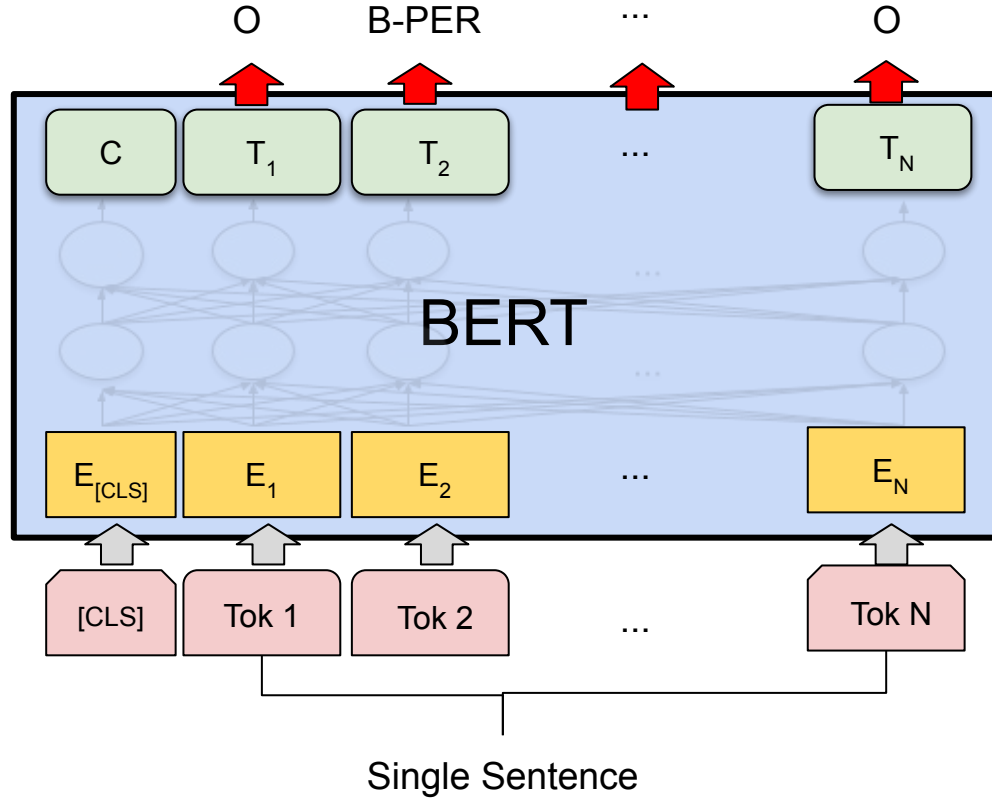 O B-PER ... O
C T1 T2 ... TN
...
BERT
...
E[CLS] E1 E2 ... EN
[CLS] Tok 1 Tok 2 ... Tok N
Single Sentence